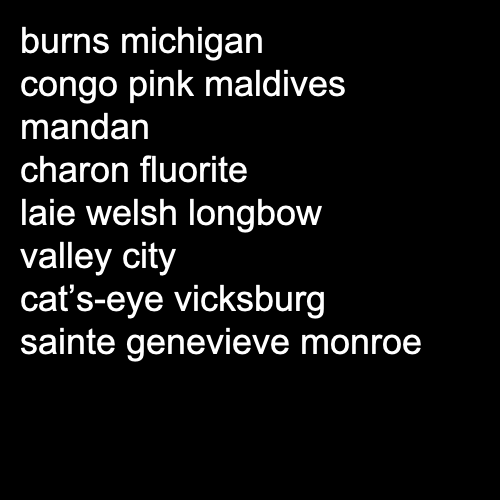 burns michigan
congo pink maldives
mandan
charon fluorite
laie welsh longbow
valley city
cat’s-eye vicksburg
sainte genevieve monroe